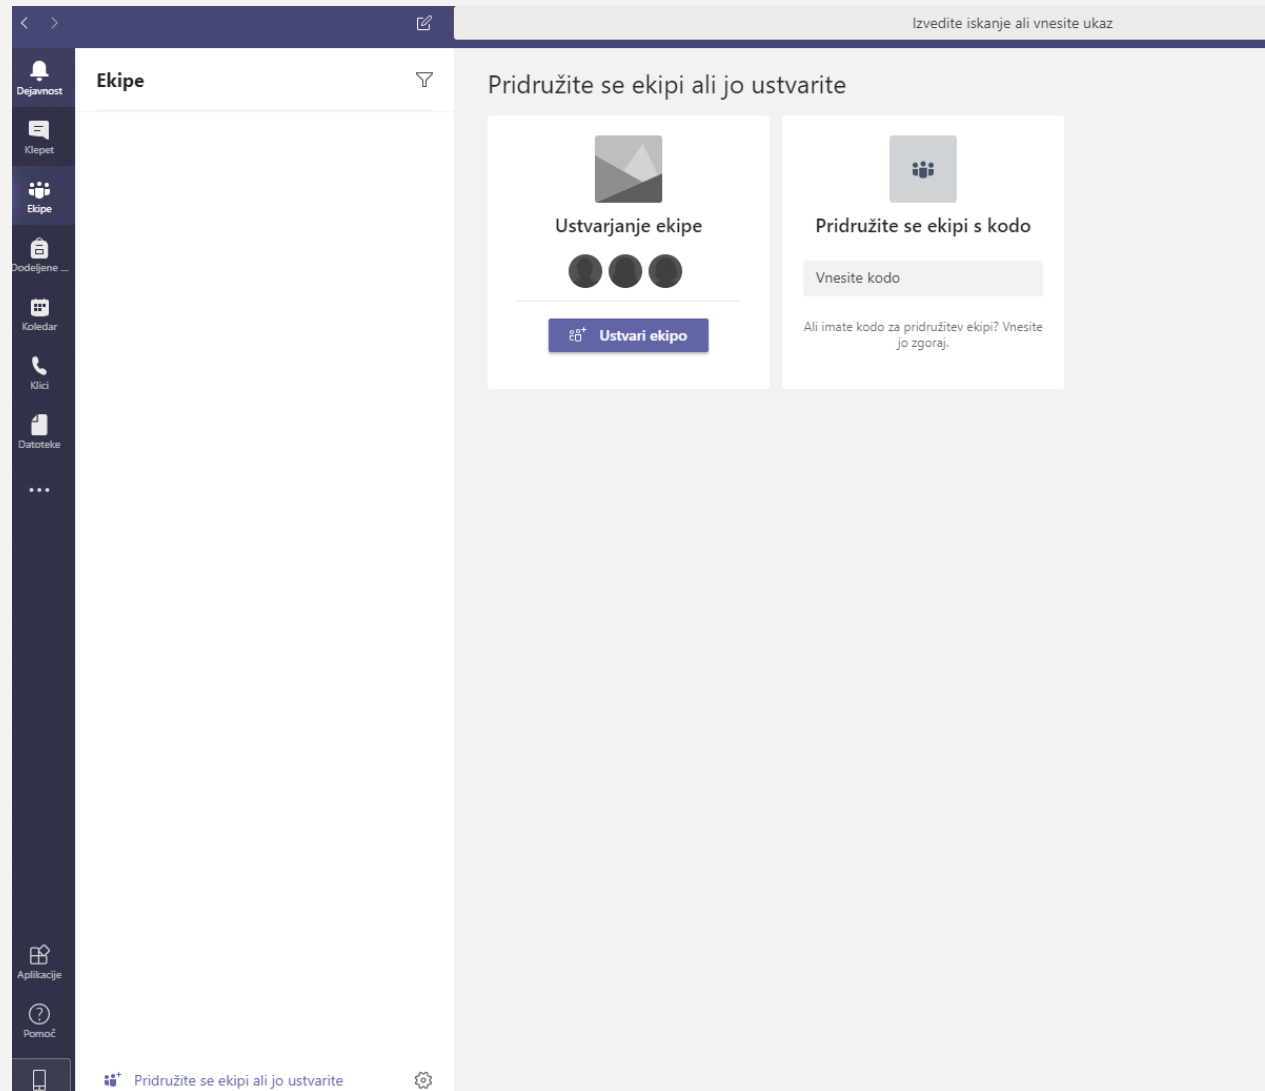 Izvedite iskanje ali vnesite ukaz
Dejavnost
Klepet
Ekipe
Dodeljene ...
Koledar
Klici
Datoteke
Aplikacije
Pomoč
Ekipe
Pridružite se ekipi ali jo ustvarite
Pridružite se ekipi ali jo ustvarite
Ustvarjanje ekipe
Ustvari ekipo
Pridružite se ekipi s kodo
Vnesite kodo
Ali imate kodo za pridružitev ekipi? Vnesite
jo zgoraj.